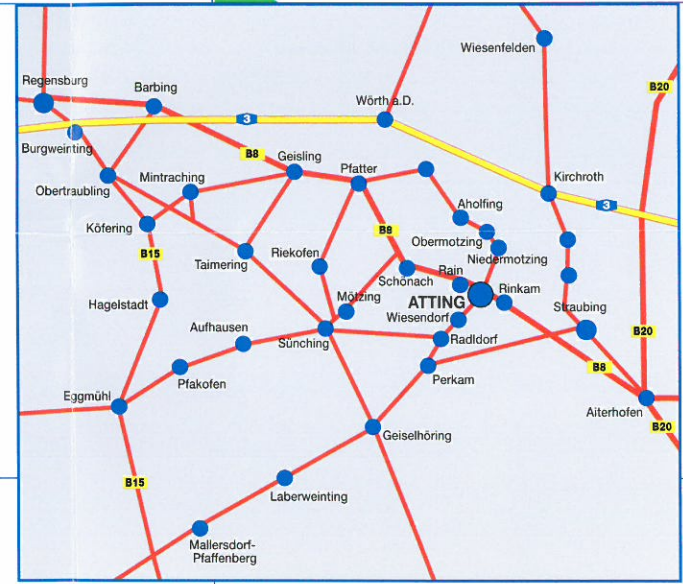 Wiesenfelden
Regensburg
Barbing
B20
Wörth a.D.
3
Burgweinting
B8
Geisling
Pfatter
Kirchroth
Mintraching
Obertraubling
Aholfing
3
Köfering
B8
Obermotzing
B15
Taimering
Riekofen
Niedermotzing
Rain
Schönach
Rinkam
Hagelstadt
Mötzing
ATTING
Straubing
Wiesendorf
Aufhausen
B20
Sünching
Radldorf
B8
Pfakofen
Perkam
Eggmühl
Aiterhofen
B20
Geiselhöring
B15
Laberweinting
Mallersdorf-
Pfaffenberg